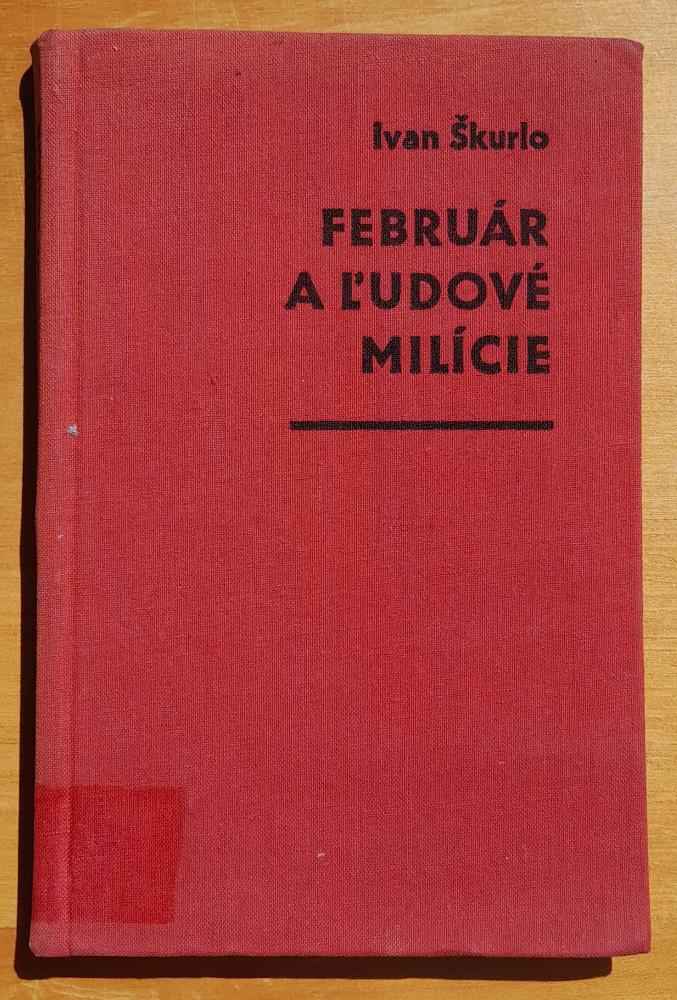 Ivan Škurlo
FEBRUÁR
A ĽUDOVÉ
MILÍCIE